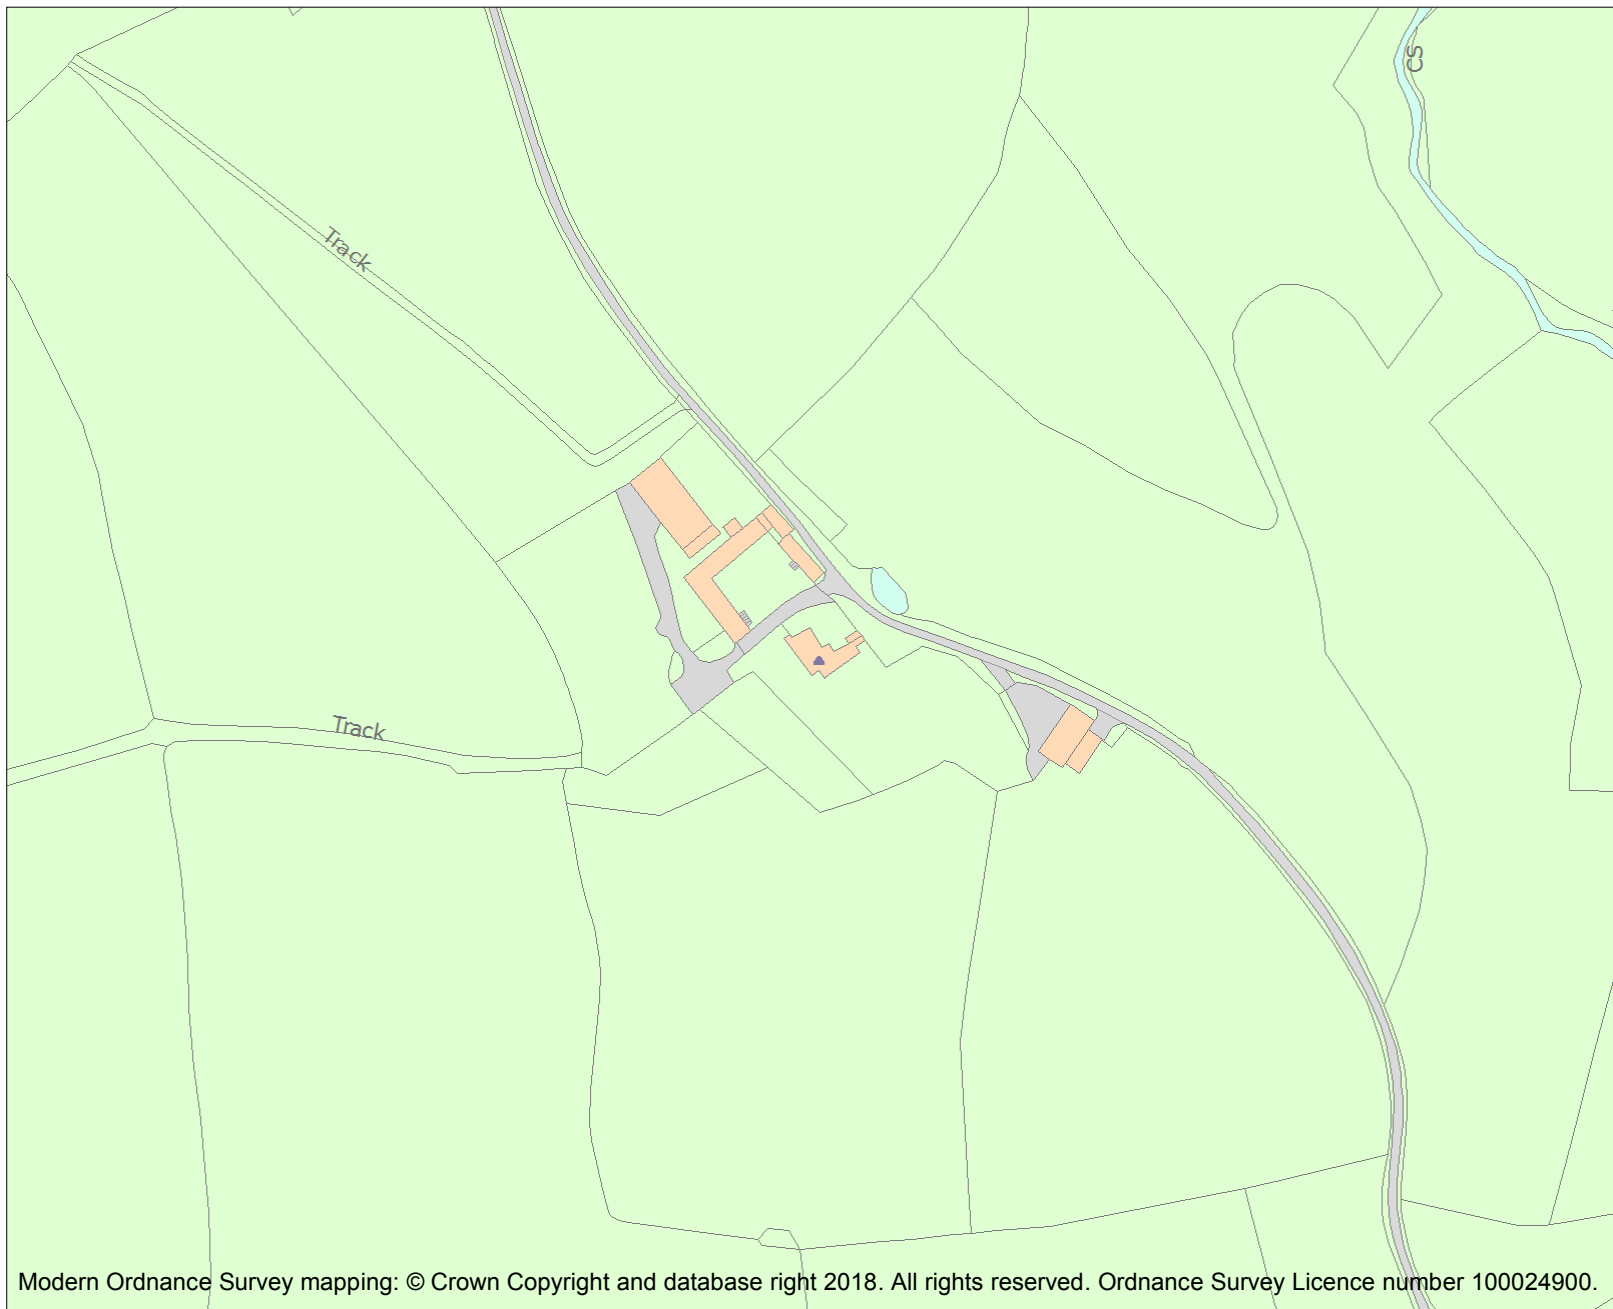 CS
Track
Track
Modern Ordnance Survey mapping: © Crown Copyright and database right 2018. All rights reserved. Ordnance Survey Licence number 100024900.